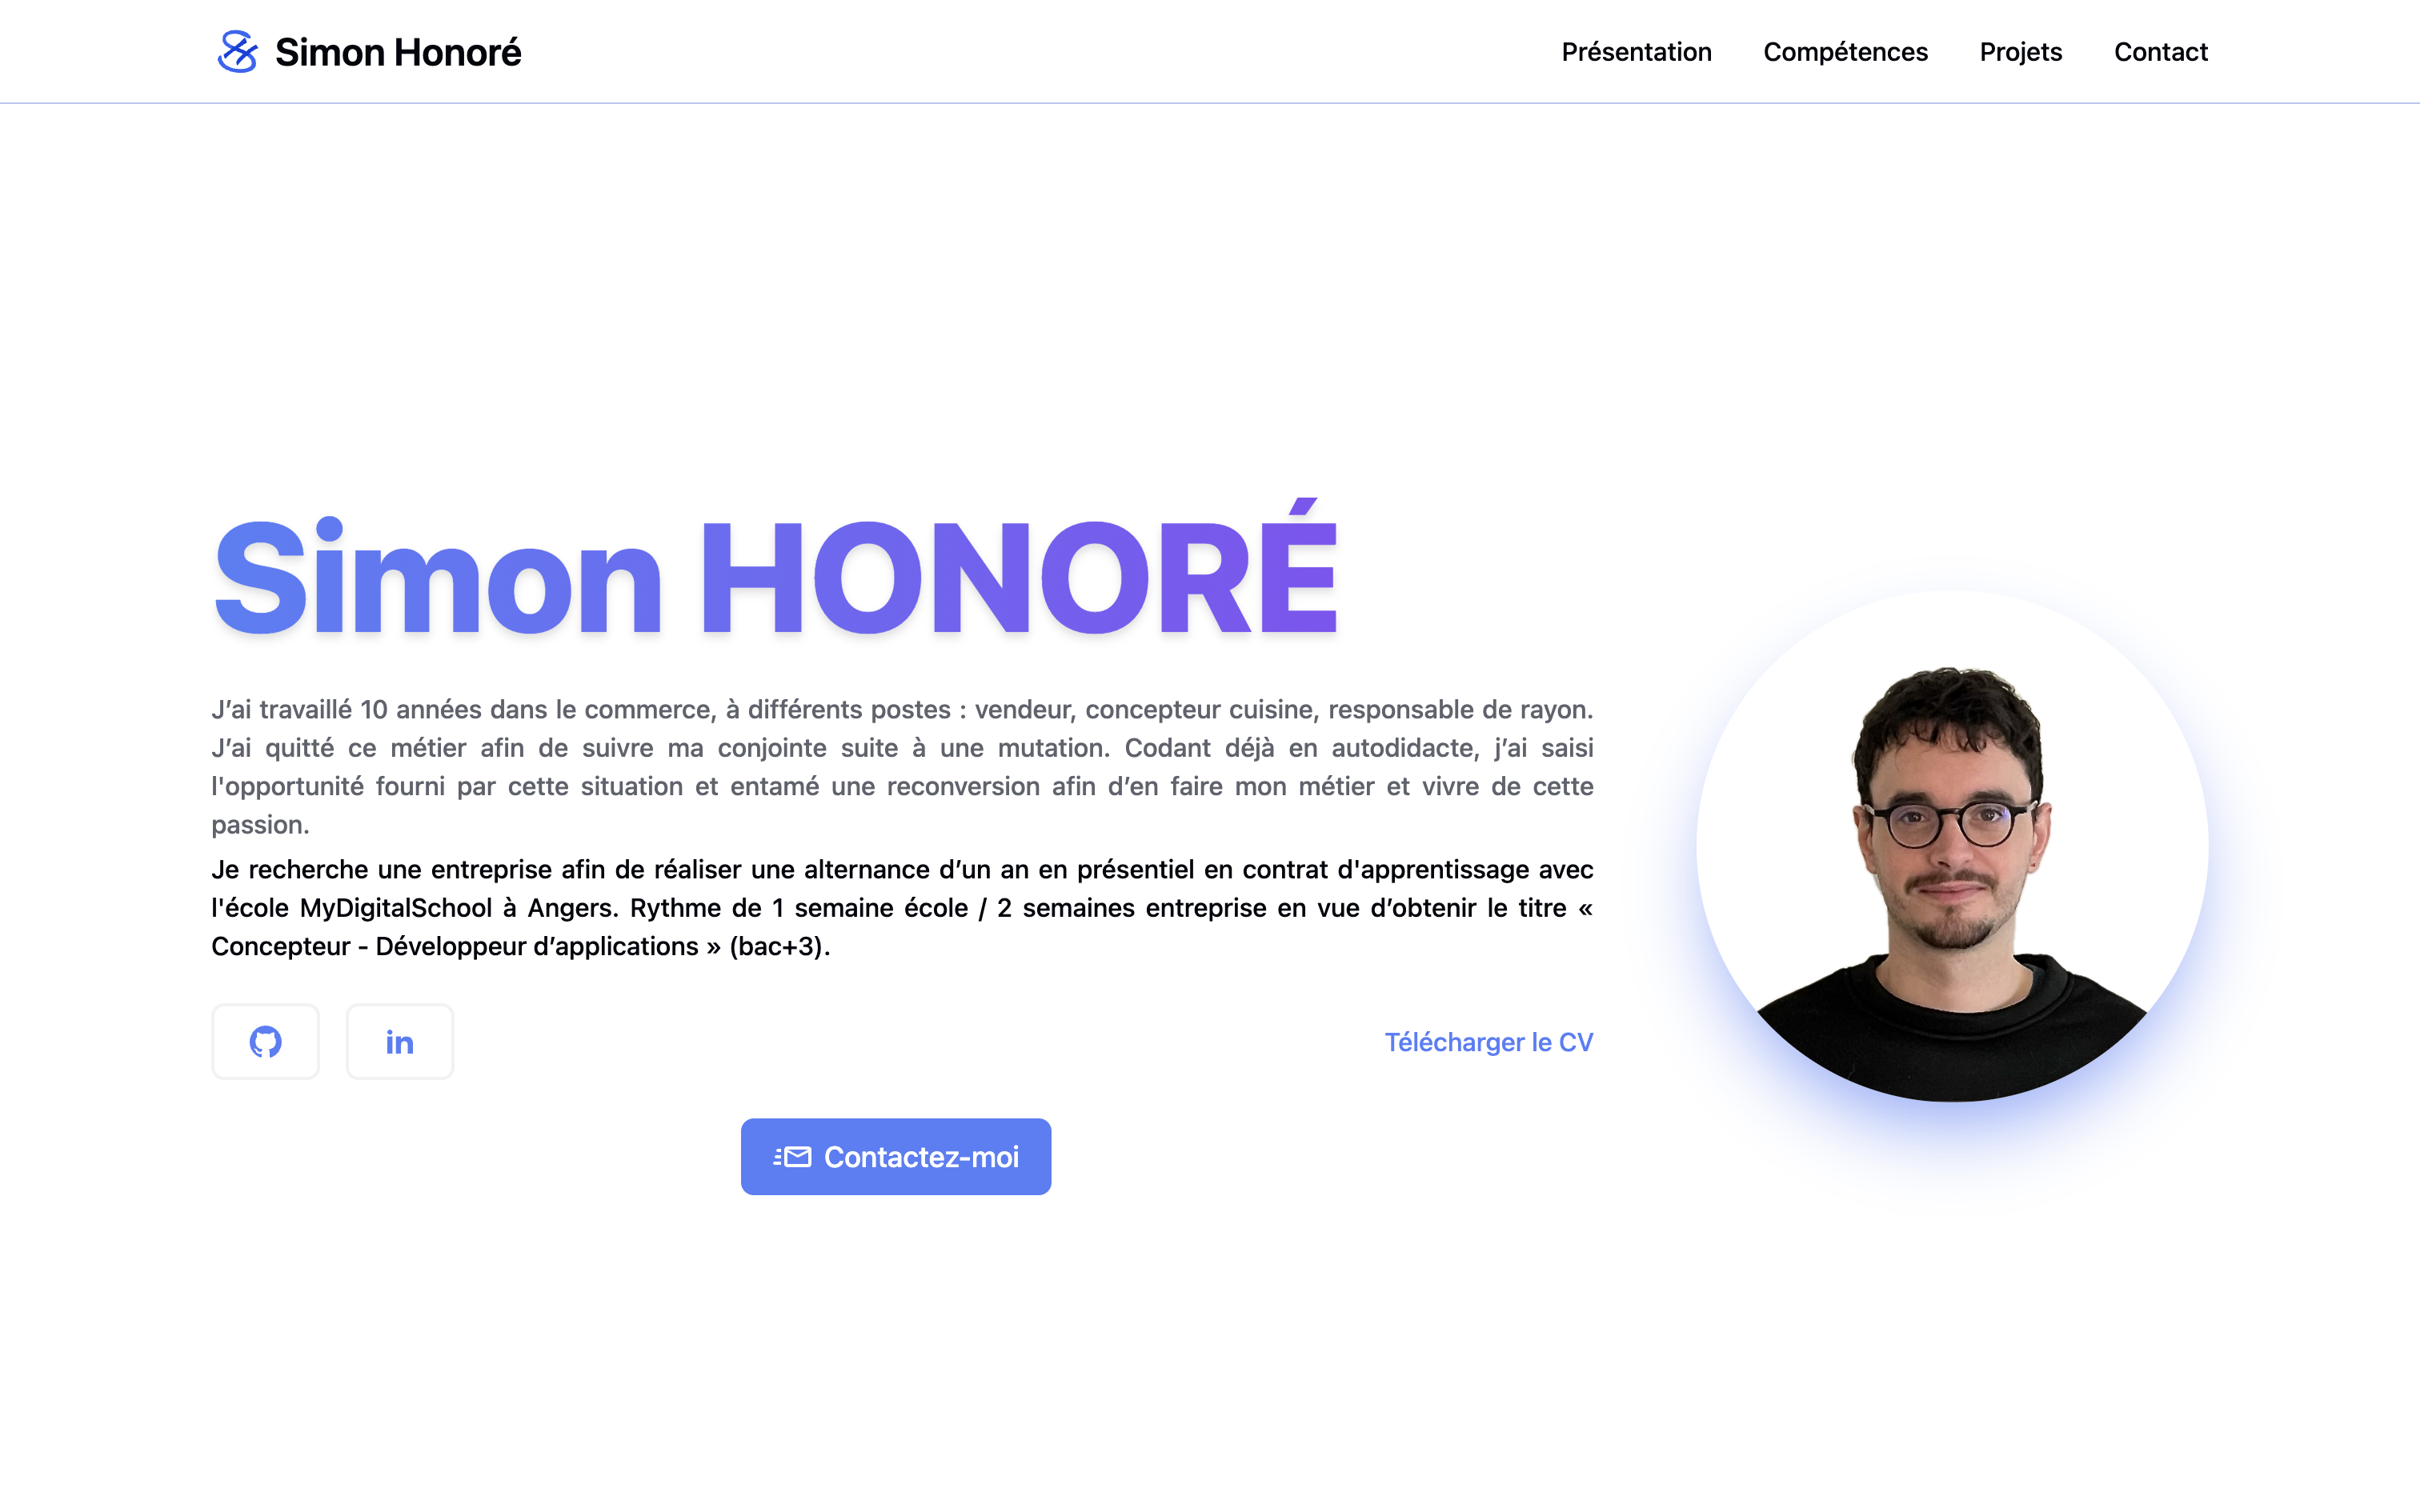 Simon Honoré
Présentation
Compétences
Projets
Contact
Simon HONORÉ
J’ai travaillé 10 années dans le commerce, à différents postes : vendeur, concepteur cuisine, responsable de rayon.
J’ai quitté ce métier afin de suivre ma conjointe suite à une mutation. Codant déjà en autodidacte, j’ai saisi
l'opportunité fourni par cette situation et entamé une reconversion afin d’en faire mon métier et vivre de cette
passion.
Je recherche une entreprise afin de réaliser une alternance d’un an en présentiel en contrat d'apprentissage avec
l'école MyDigitalSchool à Angers. Rythme de 1 semaine école / 2 semaines entreprise en vue d’obtenir le titre «
Concepteur - Développeur d’applications » (bac+3).
in
Télécharger le CV
Contactez-moi